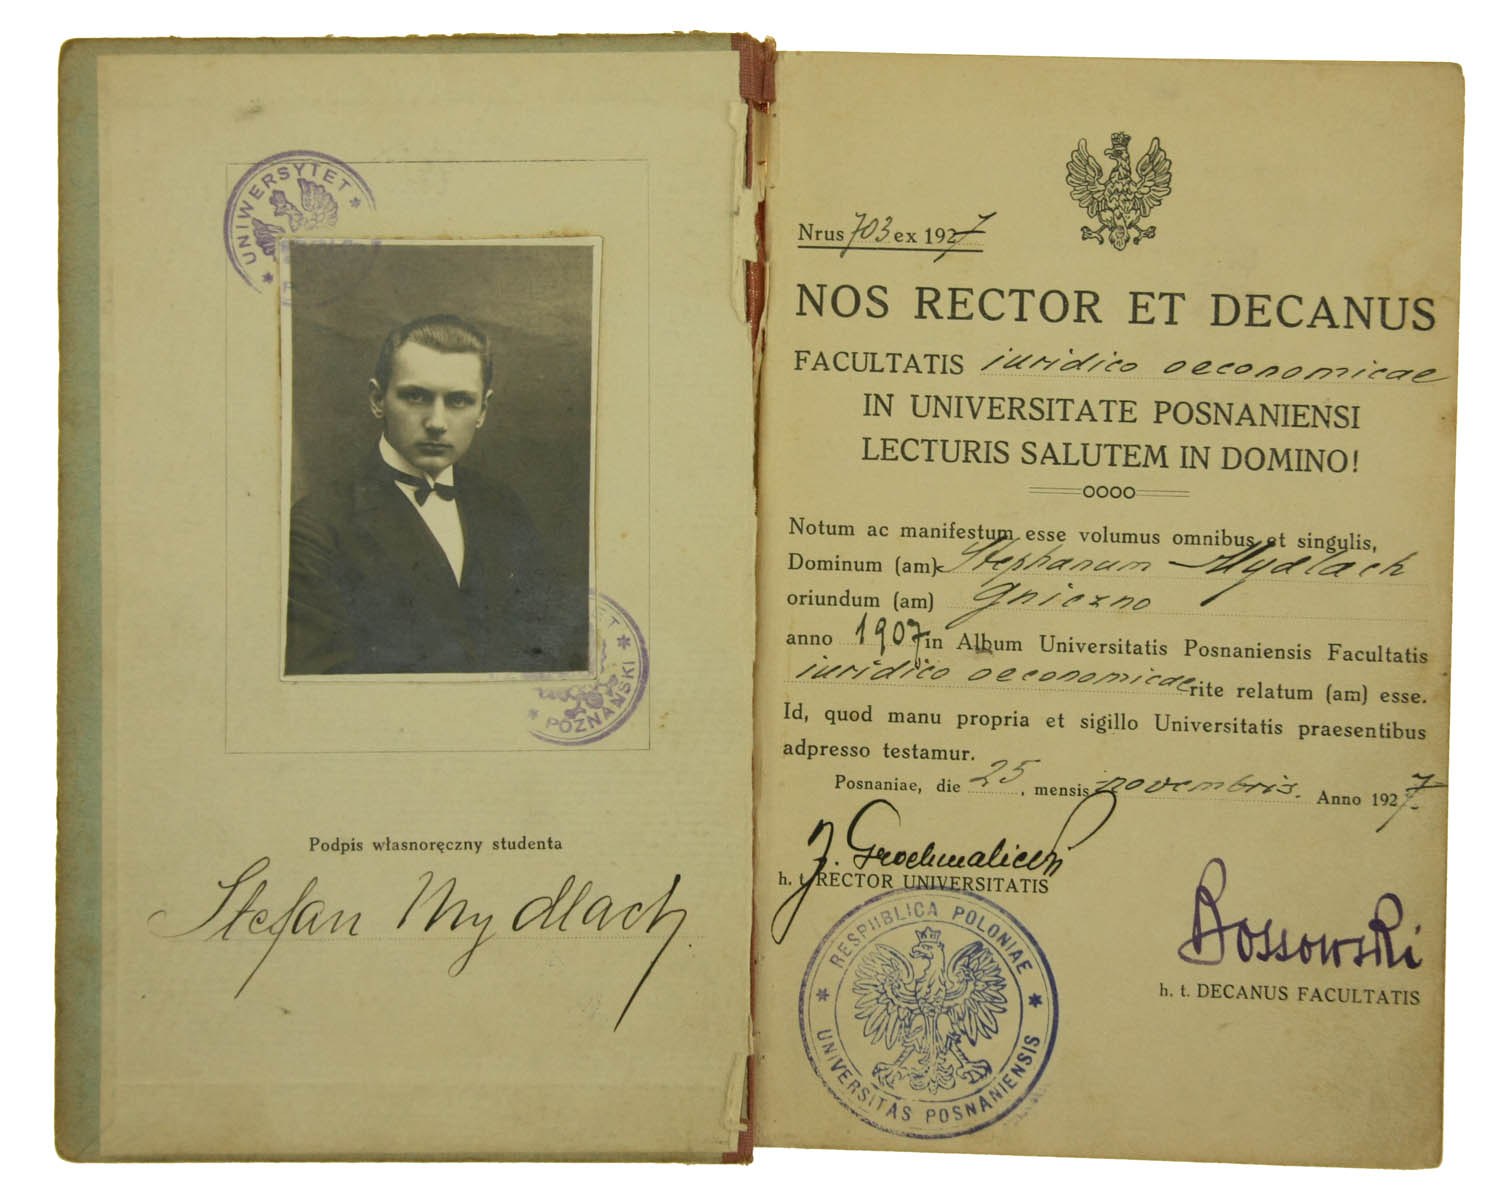 UNIWERSYTET
POZNAŃSKI
Podpis własnoręczny studenta
Stefan Mydlach
Nrus 703 ex 1927
NOS RECTOR ET DECANUS
FACULTATIS iuridico oeconomicae
IN UNIVERSITATE POSNANIENSI
LECTURIS SALUTEM IN DOMINO!
Notum ac manifestum esse volumus omnibus et singulis,
Dominum (am) Stephanum Mydlach
oriundum (am) Gniezno
anno 1907 in Album Universitatis Posnaniensis Facultatis
iuridico oeconomicae rite relatum (am) esse.
Id, quod manu propria et sigillo Universitatis praesentibus
adpresso testamur.
Posnaniae, die 25, mensis novembris. Anno 1927.
J. Grochmalicki
h. t. RECTOR UNIVERSITATIS
Bossowski
h. t. DECANUS FACULTATIS
RESPUBLICA POLONIAE
UNIVERSITAS POSNANIENSIS